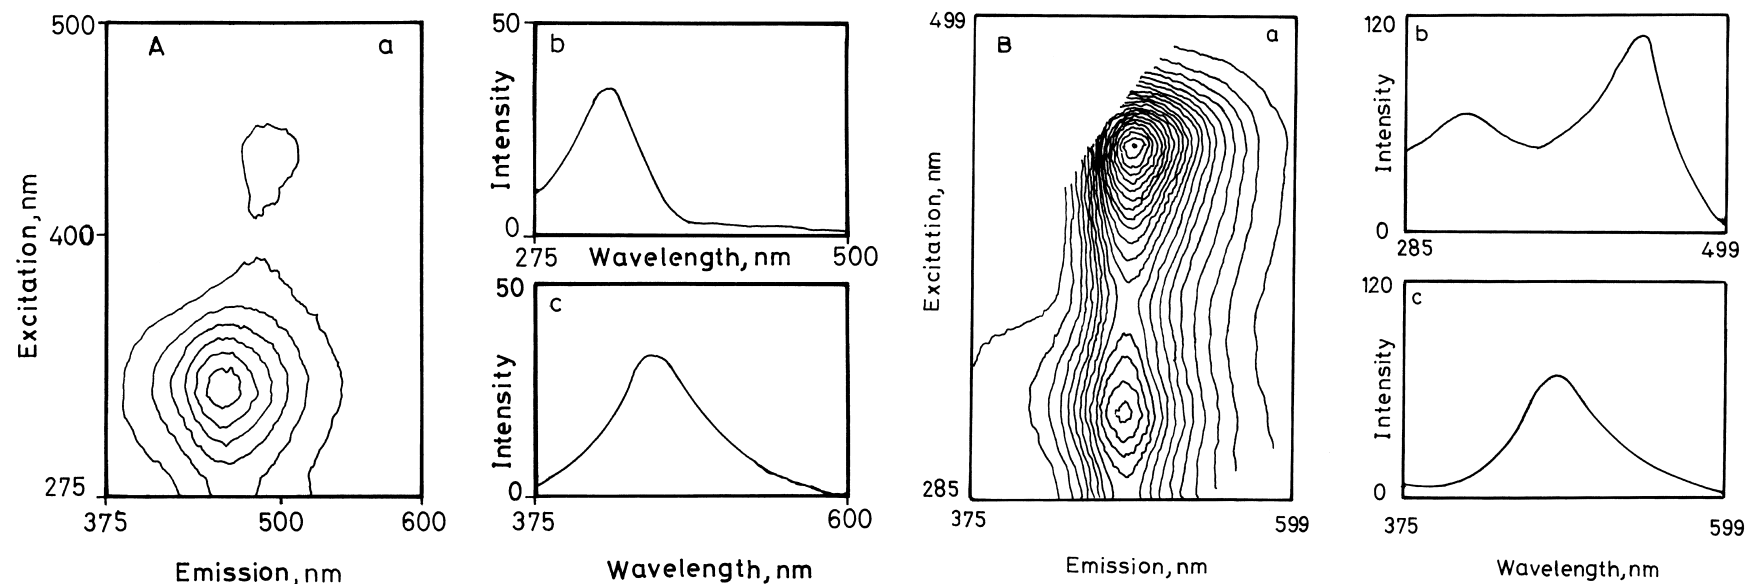 500
A
a
400
Excitation, nm
275
375
500
600
Emission, nm
50
b
Intensity
0
275
Wavelength, nm
500
50
c
Intensity
0
375
600
Wavelength, nm
499
B
a
Excitation, nm
285
375
599
Emission, nm
120
b
Intensity
0
285
499
120
c
Intensity
0
375
599
Wavelength, nm